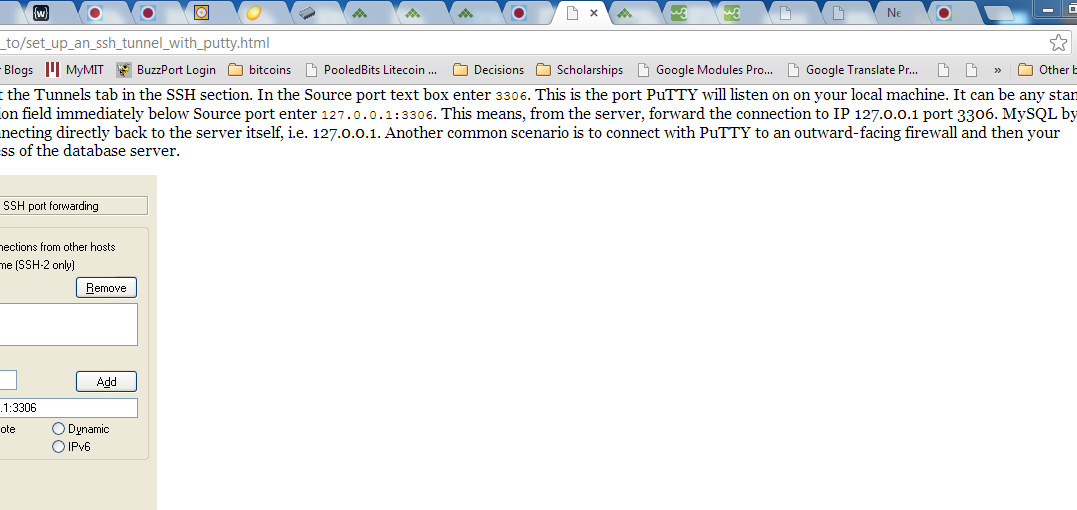 Ne
_to/set_up_an_ssh_tunnel_with_putty.html
Blogs MyMIT BuzzPort Login bitcoins PooledBits Litecoin ... Decisions Scholarships Google Modules Pro... Google Translate Pr... » Other b
t the Tunnels tab in the SSH section. In the Source port text box enter 3306. This is the port PuTTY will listen on on your local machine. It can be any stan
ion field immediately below Source port enter 127.0.0.1:3306. This means, from the server, forward the connection to IP 127.0.0.1 port 3306. MySQL by
nnecting directly back to the server itself, i.e. 127.0.0.1. Another common scenario is to connect with PuTTY to an outward-facing firewall and then your
ess of the database server.
SSH port forwarding
nections from other hosts
me (SSH-2 only)
Remove
Add
.1:3306
ote Dynamic
IPv6